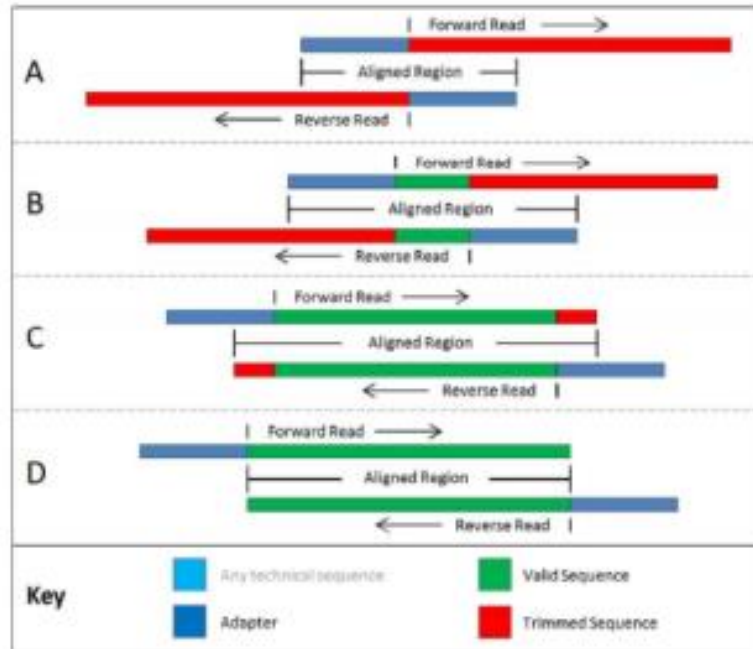 Forward Read
A
Aligned Region
Reverse Read
Forward Read
B
Aligned Region
Reverse Read
Forward Read
C
Aligned Region
Reverse Read
Forward Read
D
Aligned Region
Reverse Read
Key
Any technical sequence
Valid Sequence
Adapter
Trimmed Sequence